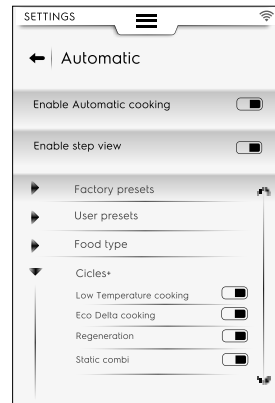 SETTINGS
Automatic
Enable Automatic cooking
Enable step view
Factory presets
User presets
Food type
Cicles+
Low Temperature cooking
Eco Delta cooking
Regeneration
Static combi